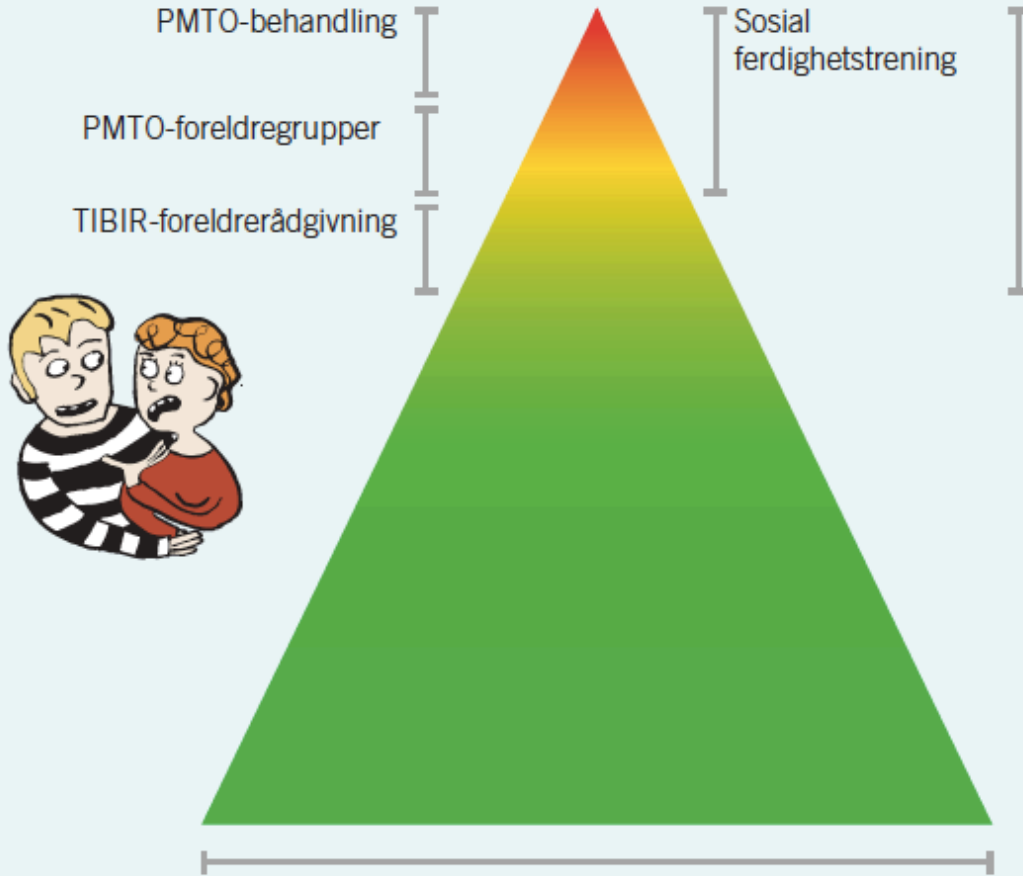 PMTO-behandling
PMTO-foreldregrupper
TIBIR-foreldrerådgivning
Sosial
ferdighetstrening